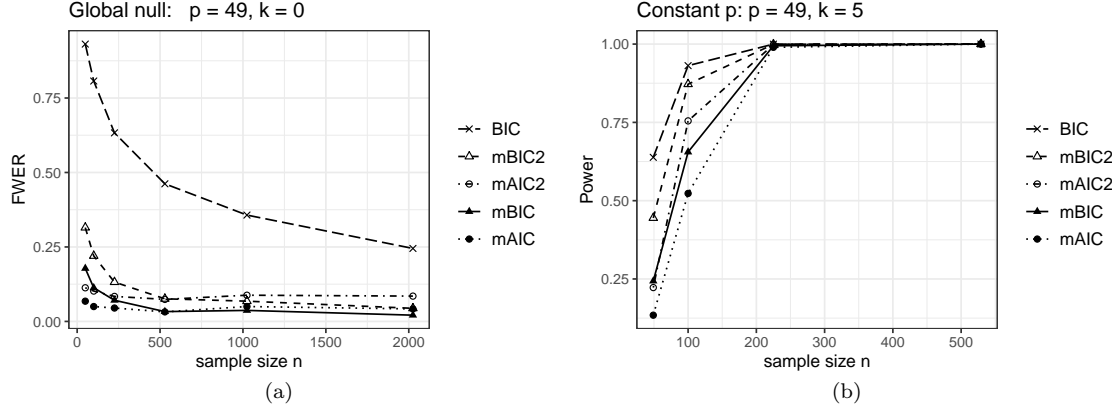 Global null:   p = 49, k = 0
FWER
0.75
0.50
0.25
0.00
0
500
1000
1500
2000
sample size n
BIC
mBIC2
mAIC2
mBIC
mAIC
(a)
Constant p: p = 49, k = 5
Power
1.00
0.75
0.50
0.25
100
200
300
400
500
sample size n
BIC
mBIC2
mAIC2
mBIC
mAIC
(b)